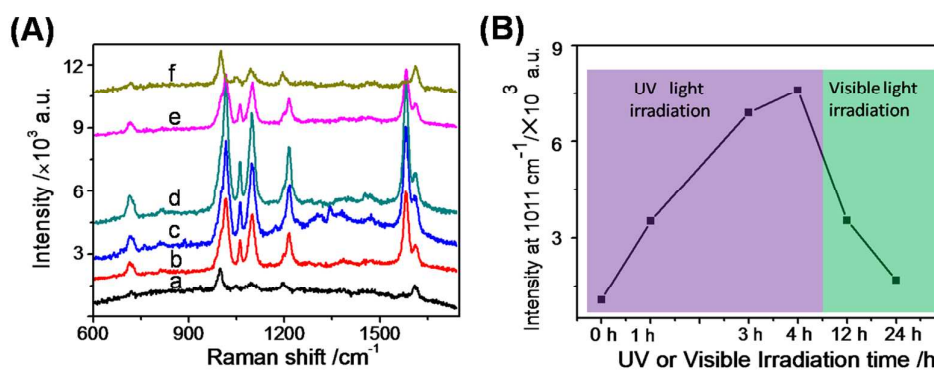 (A)
Intensity /×10³ a.u.
12
9
6
3
f
e
d
c
b
a
600
900
1200
1500
Raman shift /cm⁻¹
(B)
Intensity at 1011 cm⁻¹/×10³ a.u.
9
6
3
UV light
irradiation
Visible light
irradiation
0 h
1 h
3 h
4 h
12 h
24 h
UV or Visible Irradiation time /h